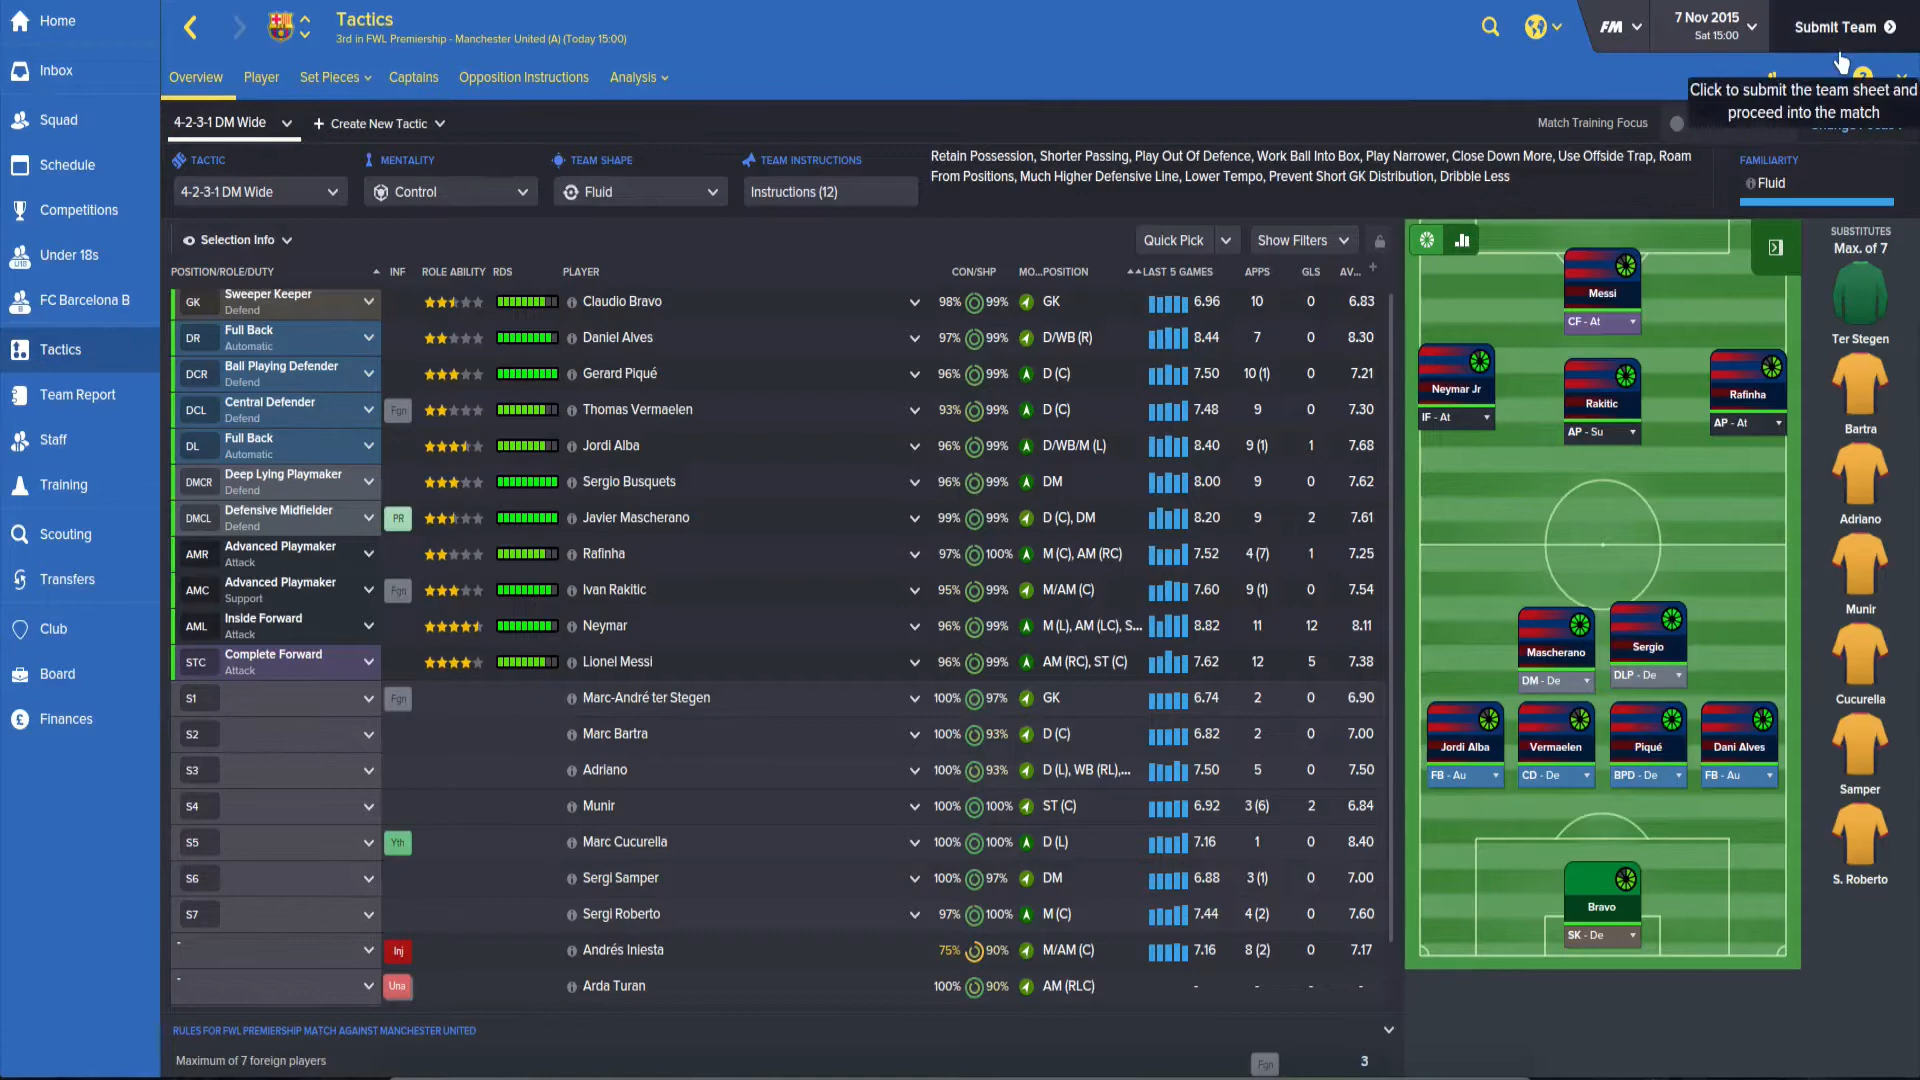 Home
Inbox
Squad
Schedule
Competitions
Under 18s
FC Barcelona B
Tactics
Team Report
Staff
Training
Scouting
Transfers
Club
Board
Finances
Tactics
3rd in FWL Premiership - Manchester United (A) (Today 15:00)
FM
7 Nov 2015
Sat 15:00
Submit Team
Click to submit the team sheet and
proceed into the match
Overview Player Set Pieces Captains Opposition Instructions Analysis
4-2-3-1 DM Wide + Create New Tactic
Match Training Focus
TACTIC MENTALITY TEAM SHAPE TEAM INSTRUCTIONS
4-2-3-1 DM Wide Control Fluid Instructions (12)
Retain Possession, Shorter Passing, Play Out Of Defence, Work Ball Into Box, Play Narrower, Close Down More, Use Offside Trap, Roam
From Positions, Much Higher Defensive Line, Lower Tempo, Prevent Short GK Distribution, Dribble Less
FAMILIARITY
Fluid
Selection Info Quick Pick Show Filters
POSITION/ROLE/DUTY INF ROLE ABILITY RDS PLAYER CON/SHP MO... POSITION LAST 5 GAMES APPS GLS AV...
GK Sweeper Keeper Defend Claudio Bravo 98% 99% GK 6.96 10 0 6.83
DR Full Back Automatic Daniel Alves 97% 99% D/WB (R) 8.44 7 0 8.30
DCR Ball Playing Defender Defend Gerard Piqué 96% 99% D (C) 7.50 10 (1) 0 7.21
DCL Central Defender Defend Fgn Thomas Vermaelen 93% 99% D (C) 7.48 9 0 7.30
DL Full Back Automatic Jordi Alba 96% 99% D/WB/M (L) 8.40 9 (1) 1 7.68
DMCR Deep Lying Playmaker Defend Sergio Busquets 96% 99% DM 8.00 9 0 7.62
DMCL Defensive Midfielder Defend PR Javier Mascherano 99% 99% D (C), DM 8.20 9 2 7.61
AMR Advanced Playmaker Attack Rafinha 97% 100% M (C), AM (RC) 7.52 4 (7) 1 7.25
AMC Advanced Playmaker Support Fgn Ivan Rakitic 95% 99% M/AM (C) 7.60 9 (1) 0 7.54
AML Inside Forward Attack Neymar 96% 99% M (L), AM (LC), S... 8.82 11 12 8.11
STC Complete Forward Attack Lionel Messi 96% 99% AM (RC), ST (C) 7.62 12 5 7.38
S1 Fgn Marc-André ter Stegen 100% 97% GK 6.74 2 0 6.90
S2 Marc Bartra 100% 93% D (C) 6.82 2 0 7.00
S3 Adriano 100% 93% D (L), WB (RL),... 7.50 5 0 7.50
S4 Munir 100% 100% ST (C) 6.92 3 (6) 2 6.84
S5 Yth Marc Cucurella 100% 100% D (L) 7.16 1 0 8.40
S6 Sergi Samper 100% 97% DM 6.88 3 (1) 0 7.00
S7 Sergi Roberto 97% 100% M (C) 7.44 4 (2) 0 7.60
- Inj Andrés Iniesta 75% 90% M/AM (C) 7.16 8 (2) 0 7.17
- Una Arda Turan 100% 90% AM (RLC) - - - -
RULES FOR FWL PREMIERSHIP MATCH AGAINST MANCHESTER UNITED
Maximum of 7 foreign players Fgn 3
Messi
CF - At
Neymar Jr
IF - At
Rakitic
AP - Su
Rafinha
AP - At
Mascherano
DM - De
Sergio
DLP - De
Jordi Alba
FB - Au
Vermaelen
CD - De
Piqué
BPD - De
Dani Alves
FB - Au
Bravo
SK - De
SUBSTITUTES
Max. of 7
Ter Stegen
Bartra
Adriano
Munir
Cucurella
Samper
S. Roberto